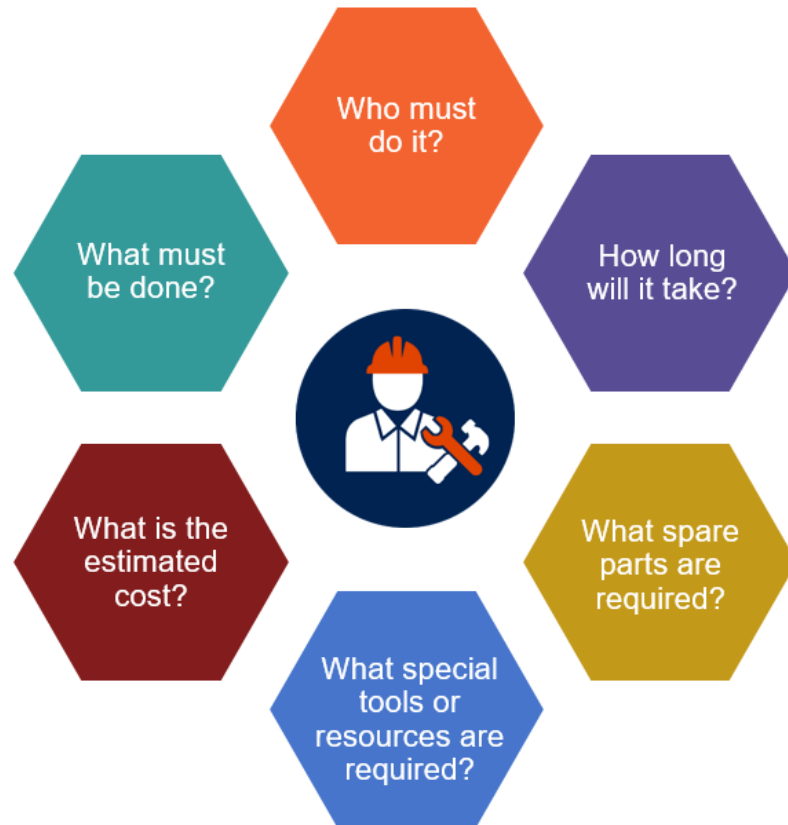 Who must
do it?
What must
be done?
How long
will it take?
What is the
estimated
cost?
What spare
parts are
required?
What special
tools or
resources are
required?